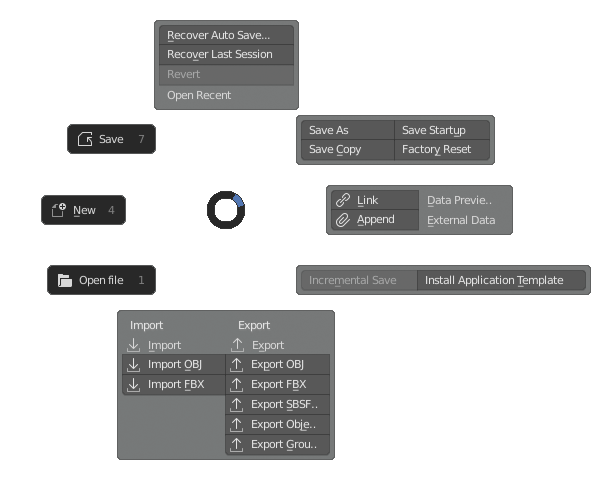 Recover Auto Save...
Recover Last Session
Revert
Open Recent
Save 7
Save As Save Startup
Save Copy Factory Reset
New 4
Link Data Previe..
Append External Data
Open file 1
Incremental Save Install Application Template
Import Export
Import Export
Import OBJ Export OBJ
Import FBX Export FBX
Export SBSF..
Export Obje..
Export Grou..